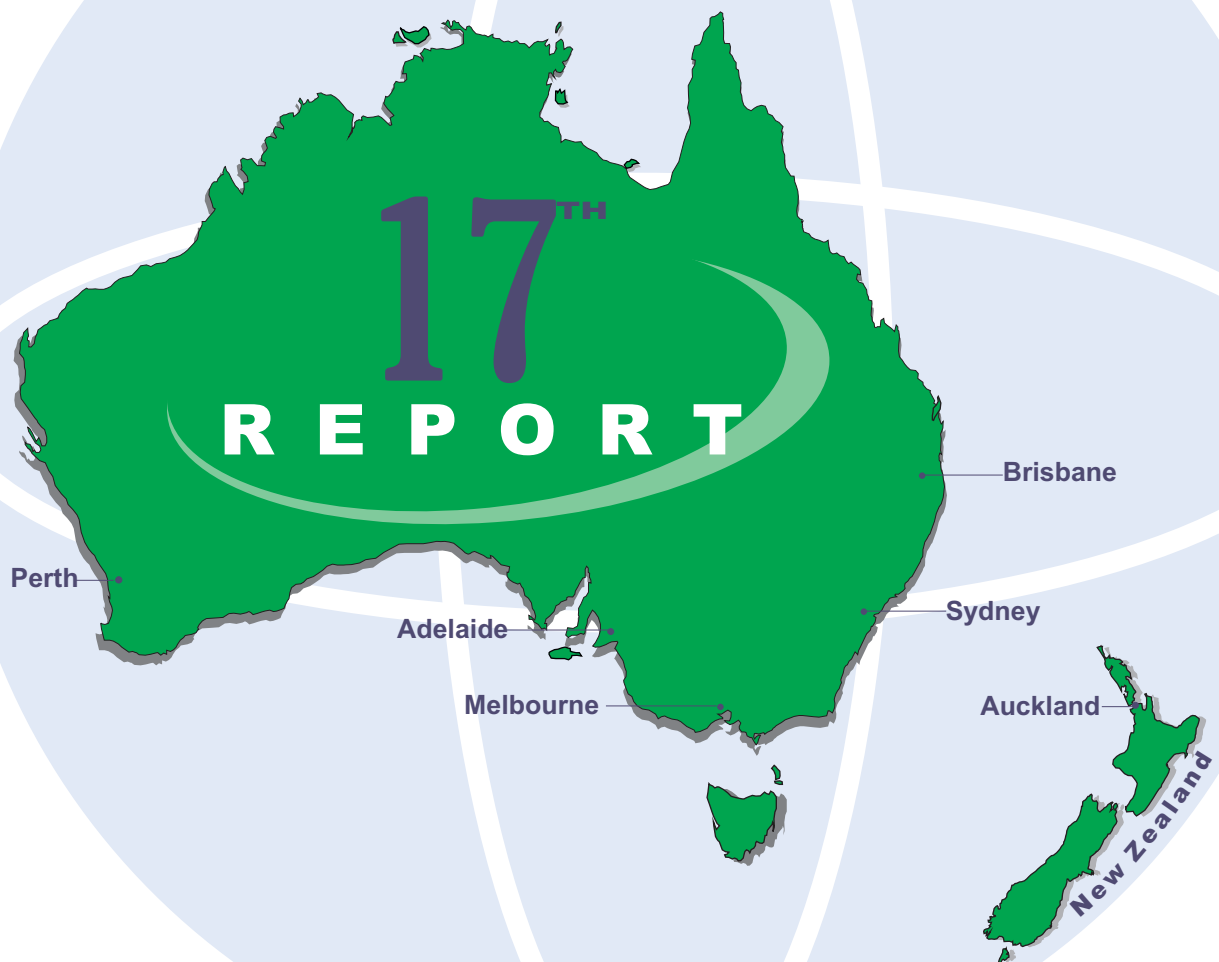 17TH
REPORT
Brisbane
Perth
Sydney
Adelaide
Melbourne
Auckland
New Zealand